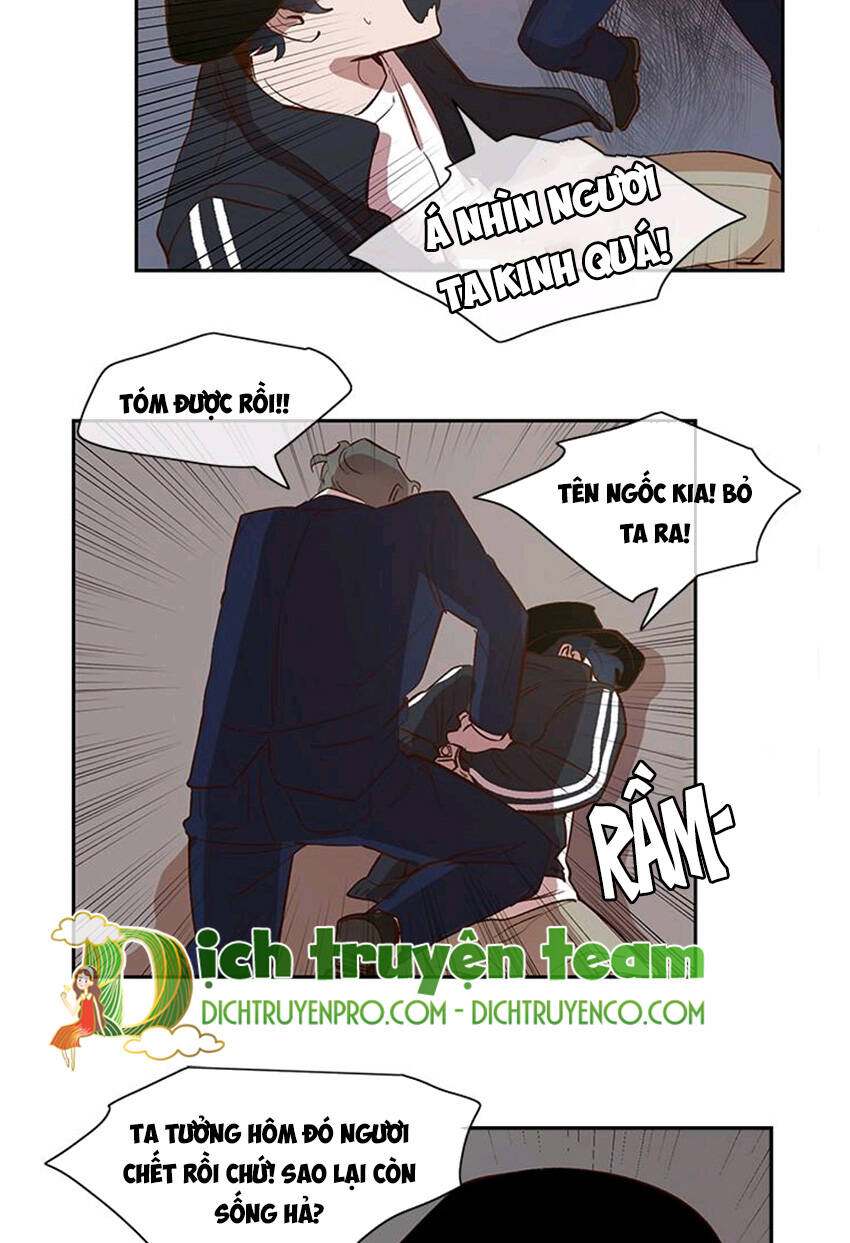 Á NHÌN NGƯƠI
TA KINH QUÁ!
TÓM ĐƯỢC RỒI!!
TÊN NGỐC KIA! BỎ
TA RA!
RẦM-
Dịch truyện team
DICHTRUYENPRO.COM - DICHTRUYENCO.COM
TA TƯỞNG HÔM ĐÓ NGƯƠI
CHẾT RỒI CHỨ! SAO LẠI CÒN
SỐNG HẢ?